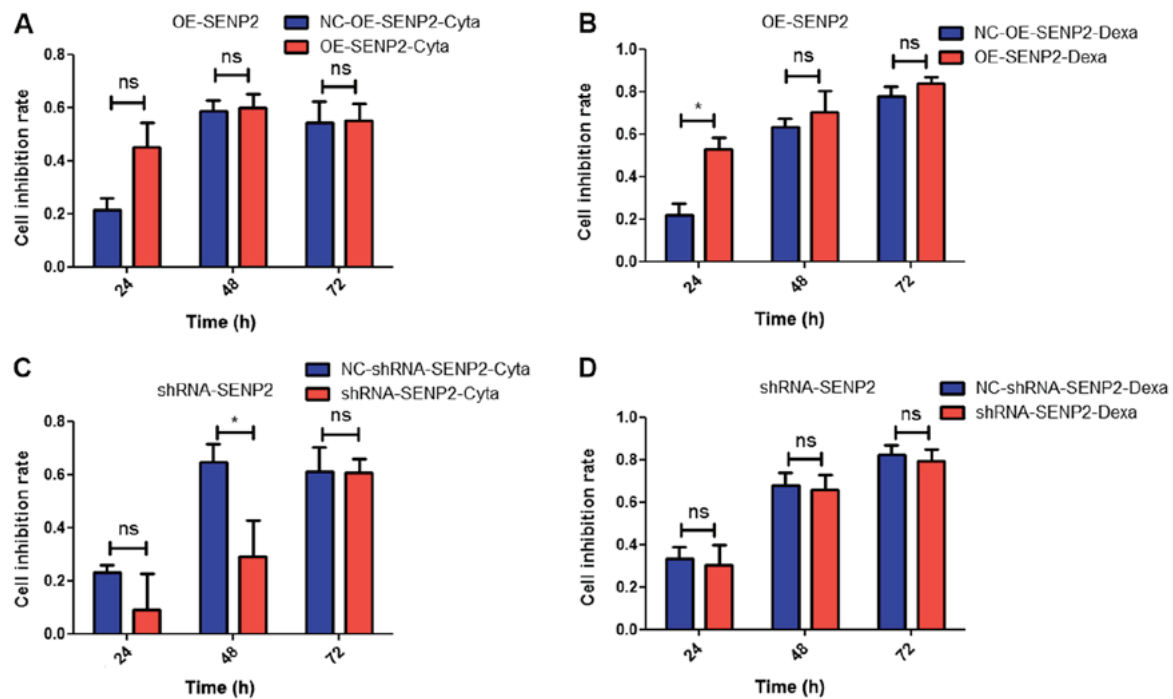 A
OE-SENP2
NC-OE-SENP2-Cyta
OE-SENP2-Cyta
Cell inhibition rate
0.8
0.6
0.4
0.2
0.0
ns
ns
ns
24
48
72
Time (h)
B
OE-SENP2
NC-OE-SENP2-Dexa
OE-SENP2-Dexa
Cell inhibition rate
1.0
0.8
0.6
0.4
0.2
0.0
*
ns
ns
24
48
72
Time (h)
C
shRNA-SENP2
NC-shRNA-SENP2-Cyta
shRNA-SENP2-Cyta
Cell inhibition rate
0.8
0.6
0.4
0.2
0.0
ns
*
ns
24
48
72
Time (h)
D
shRNA-SENP2
NC-shRNA-SENP2-Dexa
shRNA-SENP2-Dexa
Cell inhibition rate
1.0
0.8
0.6
0.4
0.2
0.0
ns
ns
ns
24
48
72
Time (h)